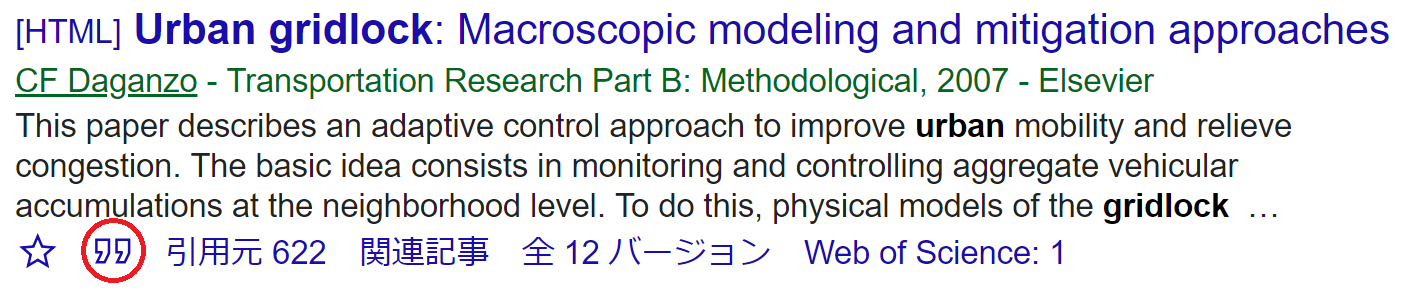 [HTML] Urban gridlock: Macroscopic modeling and mitigation approaches
CF Daganzo - Transportation Research Part B: Methodological, 2007 - Elsevier
This paper describes an adaptive control approach to improve urban mobility and relieve
congestion. The basic idea consists in monitoring and controlling aggregate vehicular
accumulations at the neighborhood level. To do this, physical models of the gridlock …
引用元 622 関連記事 全 12 バージョン Web of Science: 1